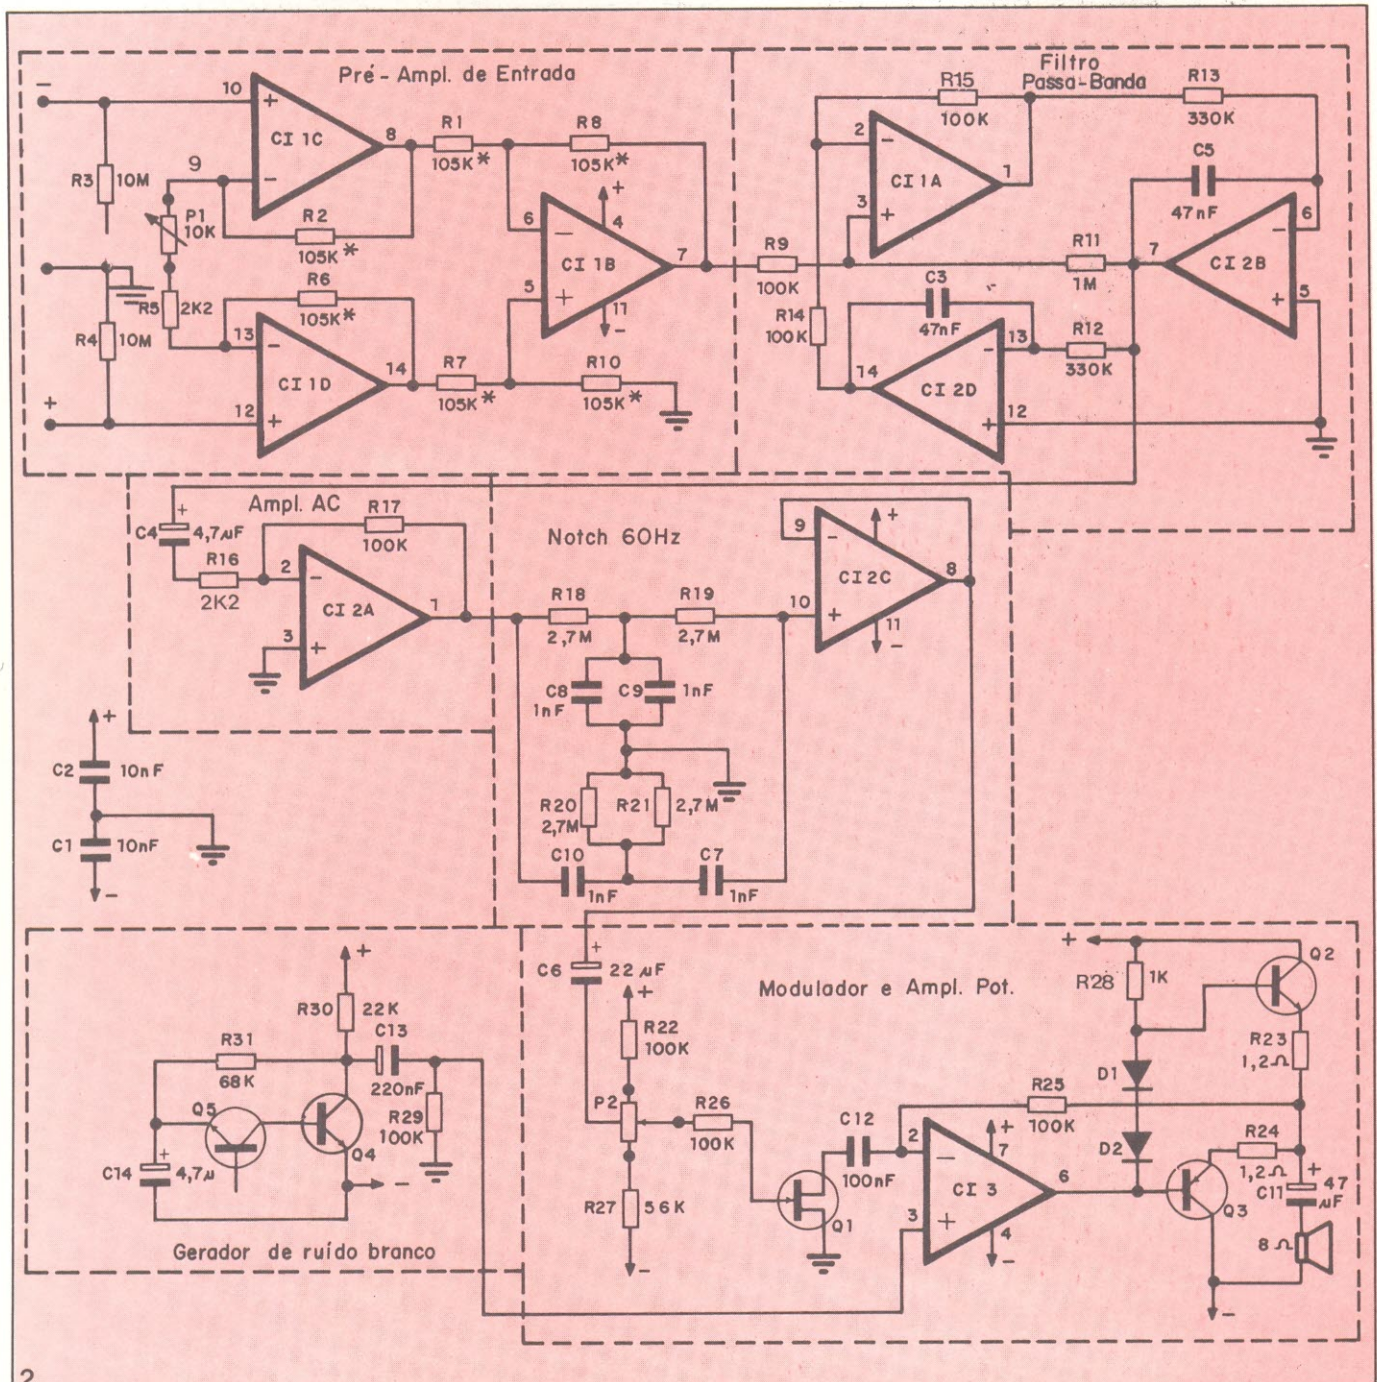 Pré-Ampl. de Entrada
−
10
+
CI 1C
8
R1
105K*
R8
105K*
R3
10M
9
−
P1
10K
R2
105K*
+
4
6
−
CI 1B
7
5
+
11
−
R6
105K*
R5
2K2
R4
10M
13
−
CI 1D
14
12
+
R7
105K*
R10
105K*
+
Filtro
Passa-Banda
R15
100K
R13
330K
2
−
CI 1A
1
3
+
C5
47nF
6
−
CI 2B
7
5
+
R9
100K
R11
1M
C3
47nF
R14
100K
13
−
CI 2D
14
12
+
R12
330K
Ampl. AC
+
C4
4,7µF
R17
100K
R16
2K2
2
−
CI 2A
1
3
+
Notch 60Hz
9
−
+
CI 2C
8
10
+
11
−
R18
2,7M
R19
2,7M
C8
1nF
C9
1nF
R20
2,7M
R21
2,7M
C10
1nF
C7
1nF
+
C2
10nF
C1
10nF
−
+
R30
22K
C13
220nF
R31
68K
Q5
R29
100K
Q4
C14
+
4,7µ
−
Gerador de ruído branco
Modulador e Ampl. Pot.
C6
+
22 µF
+
R22
100K
P2
R26
100K
R27
56K
−
Q1
C12
100nF
R25
100K
2
−
+
7
CI 3
6
3
+
4
−
+
R28
1K
Q2
R23
1,2Ω
D1
D2
R24
1,2Ω
Q3
C11
+
47
µF
8 Ω
−
2